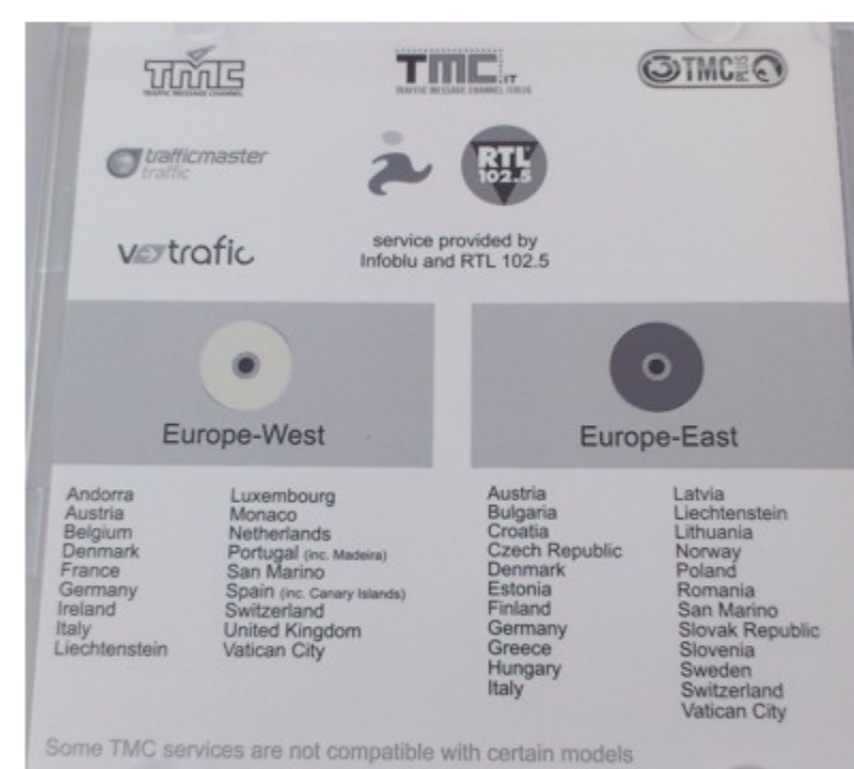 TMC
TRAFFIC MESSAGE CHANNEL
TMC.IT
TRAFFIC MESSAGE CHANNEL ITALIA
Ö3 TMC PLUS
trafficmaster
traffic
RTL
102.5
v trafic
service provided by
Infoblu and RTL 102.5
Europe-West
Andorra
Austria
Belgium
Denmark
France
Germany
Ireland
Italy
Liechtenstein
Luxembourg
Monaco
Netherlands
Portugal (inc. Madeira)
San Marino
Spain (inc. Canary Islands)
Switzerland
United Kingdom
Vatican City
Europe-East
Austria
Bulgaria
Croatia
Czech Republic
Denmark
Estonia
Finland
Germany
Greece
Hungary
Italy
Latvia
Liechtenstein
Lithuania
Norway
Poland
Romania
San Marino
Slovak Republic
Slovenia
Sweden
Switzerland
Vatican City
Some TMC services are not compatible with certain models